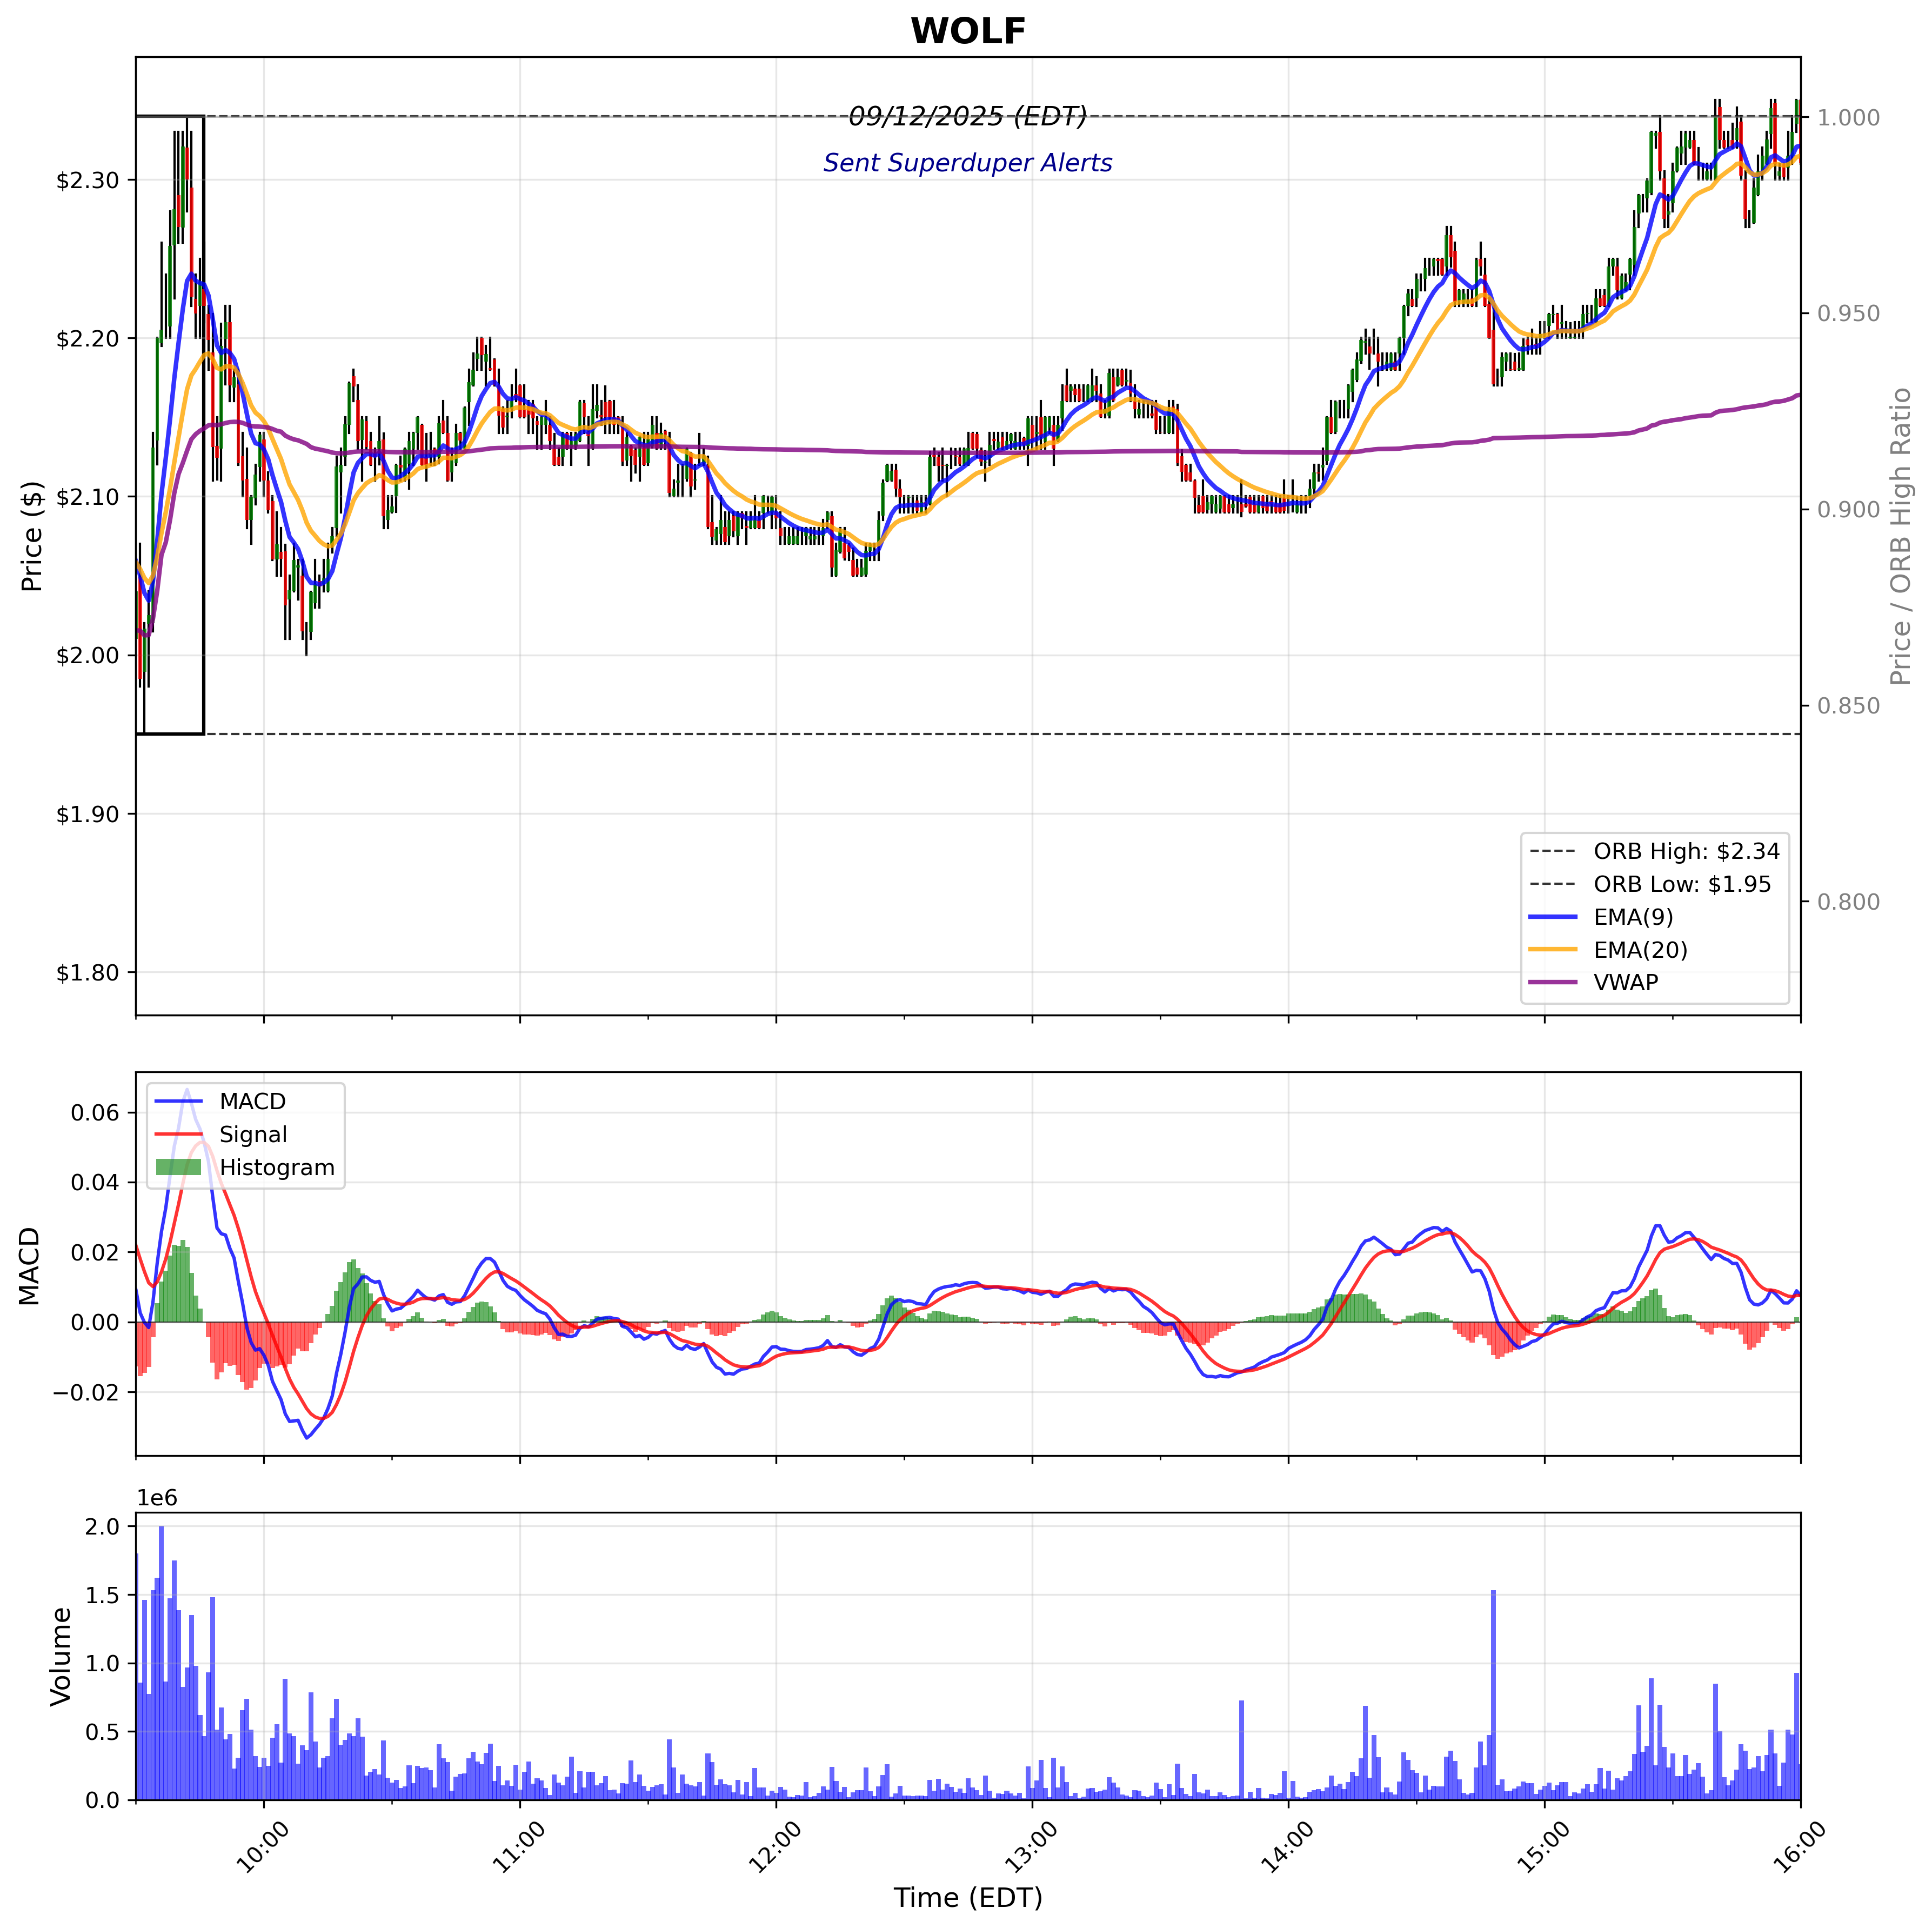 WOLF
09/12/2025 (EDT)
Sent Superduper Alerts
Price ($)
$2.30
$2.20
$2.10
$2.00
$1.90
$1.80
Price / ORB High Ratio
1.000
0.950
0.900
0.850
0.800
ORB High: $2.34
ORB Low: $1.95
EMA(9)
EMA(20)
VWAP
MACD
0.06
0.04
0.02
0.00
−0.02
MACD
Signal
Histogram
1e6
Volume
2.0
1.5
1.0
0.5
0.0
10:00
11:00
12:00
13:00
14:00
15:00
16:00
Time (EDT)